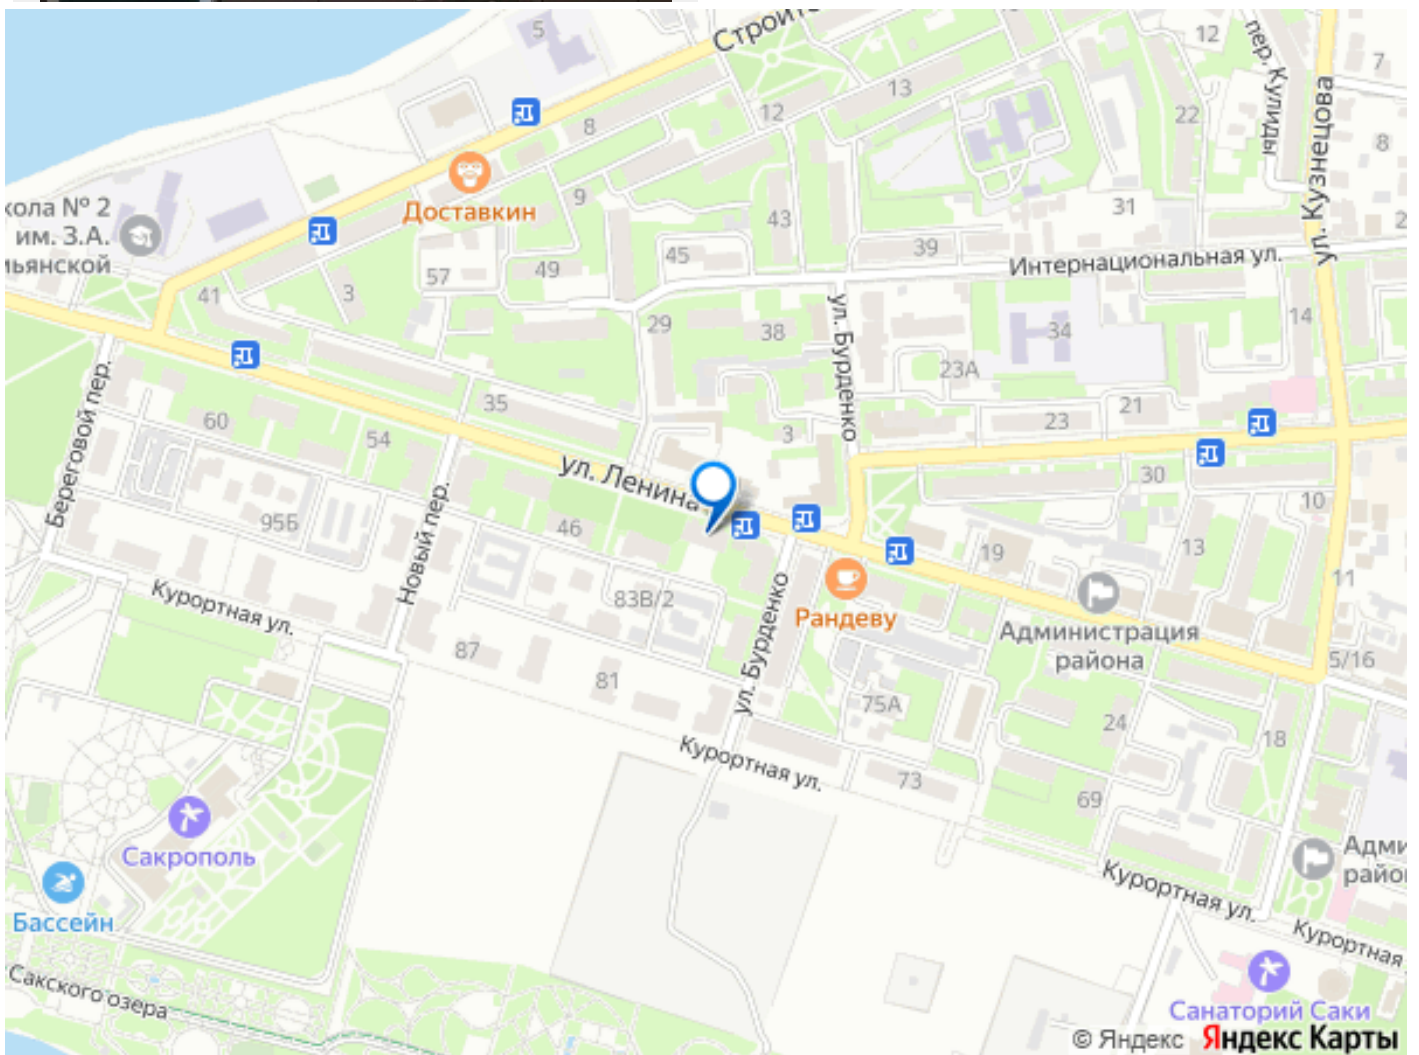 Строит
5
12
пер. Кулиды
7
13
ул. Кузнецова
12
22
8
8
кола № 2
им. З.А.
мьянской
Доставкин
9
43
31
2
39
Интернациональная ул.
45
49
57
3
41
29
38
ул. Бурденко
34
14
23А
Береговой пер.
35
60
54
3
23
21
ул. Ленина
30
10
95Б
Новый пер.
46
19
13
11
Курортная ул.
83В/2
ул. Бурденко
Рандеву
Администрация
района
5/16
87
81
75А
24
18
Курортная ул.
73
69
Сакрополь
Бассейн
Адми
райо
Курортная ул.
Курортная
Сакского озера
Санаторий Саки
© Яндекс Яндекс Карты